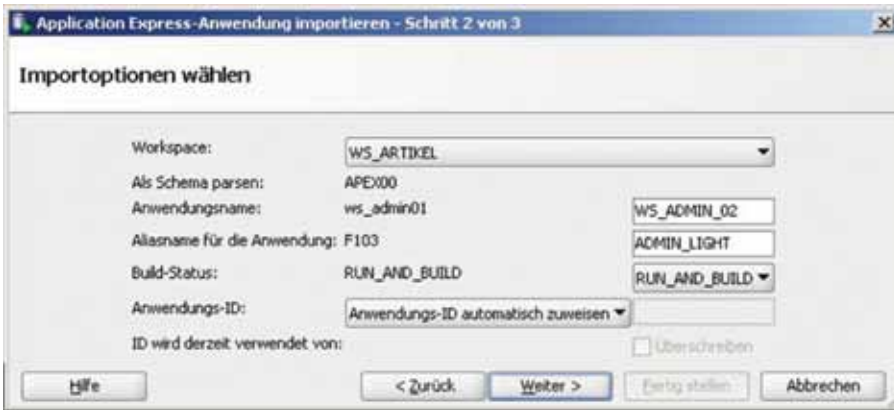 Application Express-Anwendung importieren - Schritt 2 von 3
Importoptionen wählen
Workspace: WS_ARTIKEL
Als Schema parsen: APEX00
Anwendungsname: ws_admin01 WS_ADMIN_02
Aliasname für die Anwendung: F103 ADMIN_LIGHT
Build-Status: RUN_AND_BUILD RUN_AND_BUILD
Anwendungs-ID: Anwendungs-ID automatisch zuweisen
ID wird derzeit verwendet von: Überschreiben
Hilfe < Zurück Weiter > Fertig stellen Abbrechen